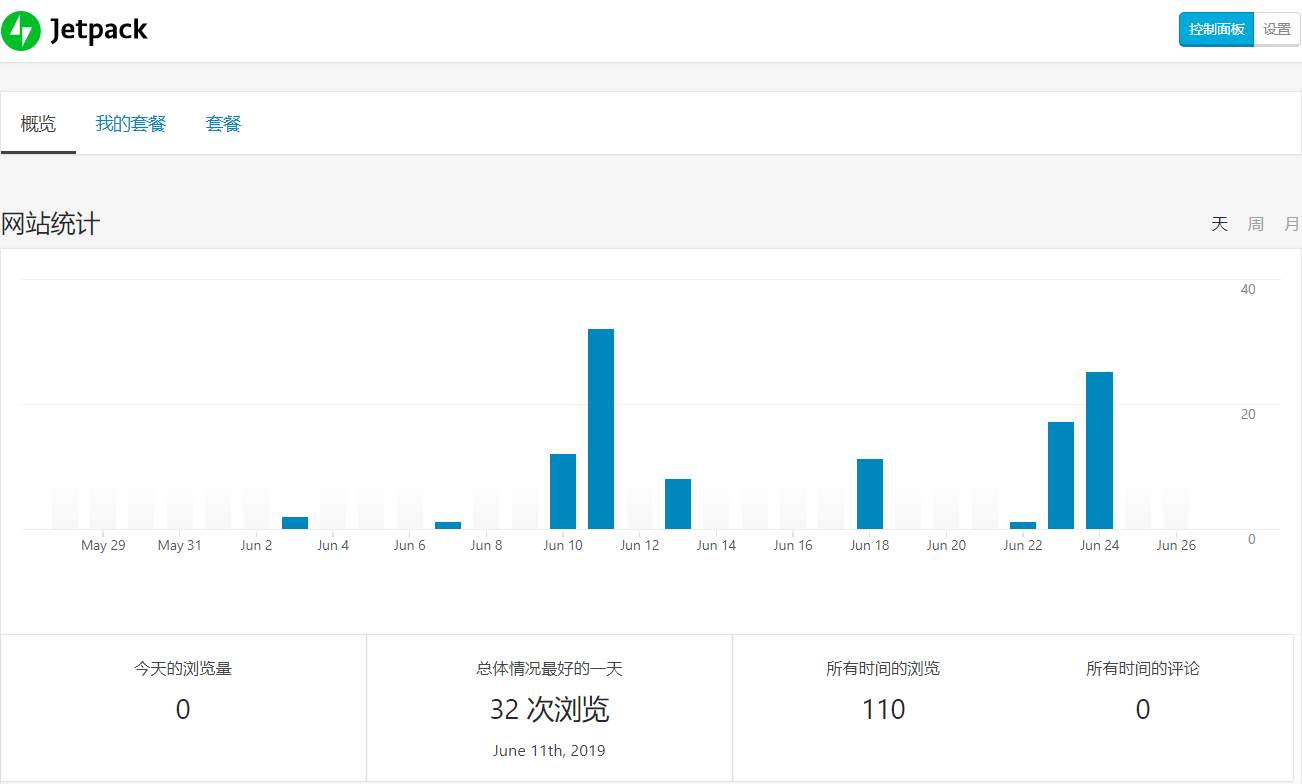 Jetpack
控制面板 设置
概览 我的套餐 套餐
网站统计
天 周 月
40
20
0
May 29 May 31 Jun 2 Jun 4 Jun 6 Jun 8 Jun 10 Jun 12 Jun 14 Jun 16 Jun 18 Jun 20 Jun 22 Jun 24 Jun 26
今天的浏览量
0
总体情况最好的一天
32 次浏览
June 11th, 2019
所有时间的浏览
110
所有时间的评论
0